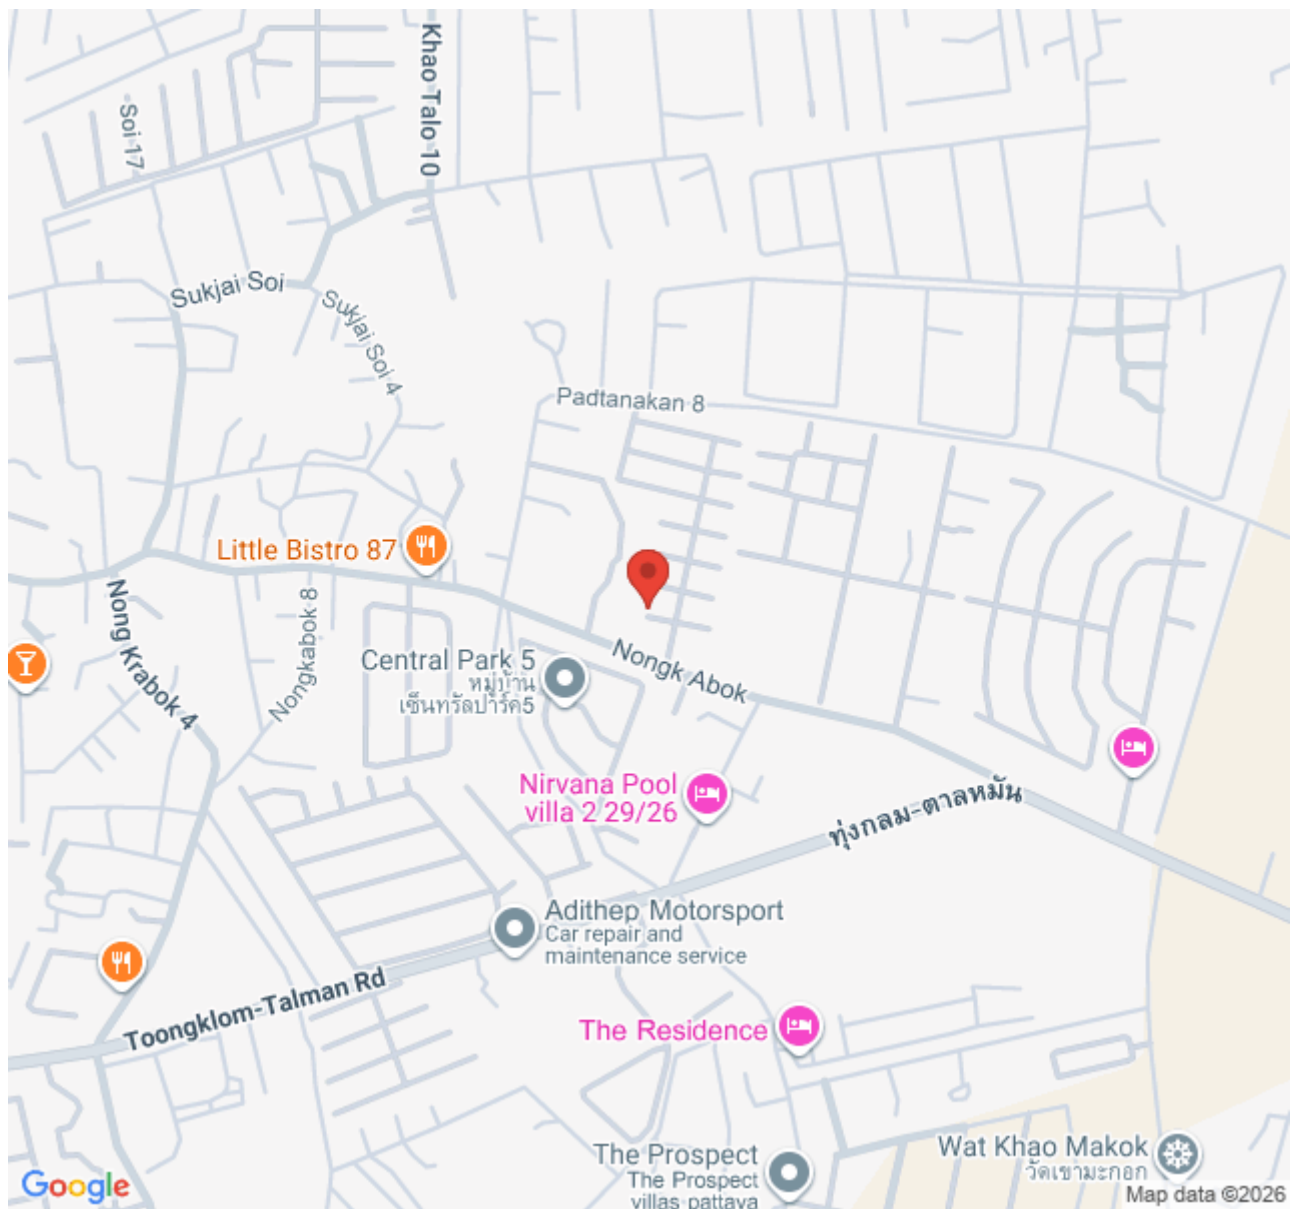 Khao Talo 10
Soi 17
Sukjai Soi
Sukjai Soi 4
Padtanakan 8
Little Bistro 87
Nong Krabok 4
Nongkabok 8
Central Park 5
หมู่บ้าน
เซ็นทรัลปาร์ค5
Nongk Abok
Nirvana Pool
villa 2 29/26
ทุ่งกลม-ตาลหมัน
Adithep Motorsport
Car repair and
maintenance service
Toongklom-Talman Rd
The Residence
The Prospect
The Prospect
villas pattaya
Wat Khao Makok
วัดเขามะกอก
Google
Map data ©2026